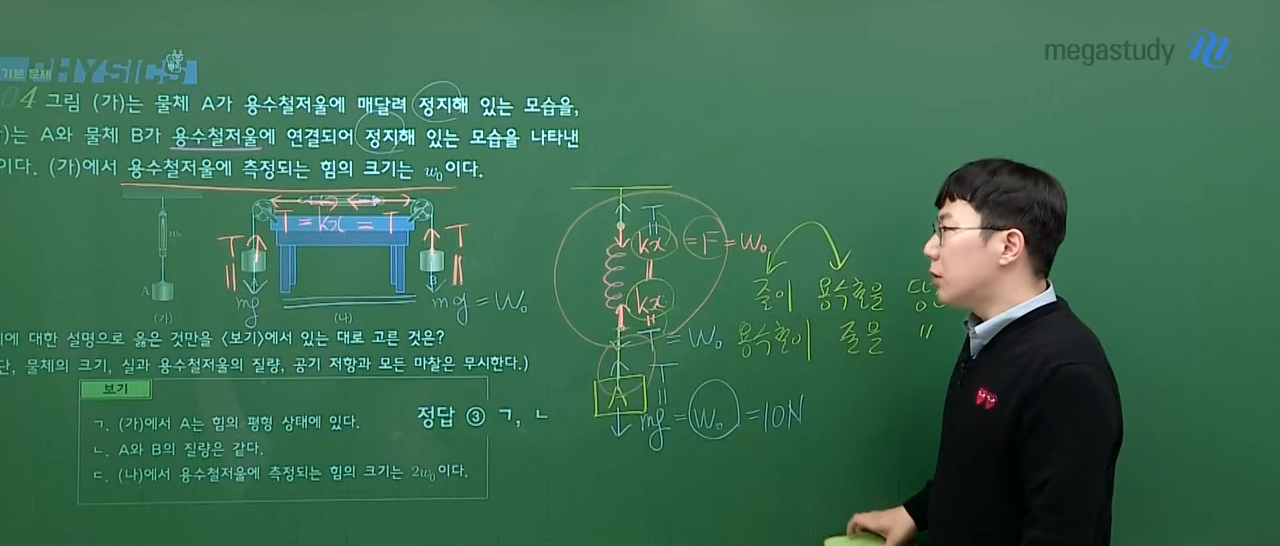 megastudy
기본 문제
PHYSICS
04 그림 (가)는 물체 A가 용수철저울에 매달려 정지해 있는 모습을,
)는 A와 물체 B가 용수철저울에 연결되어 정지해 있는 모습을 나타낸
이다. (가)에서 용수철저울에 측정되는 힘의 크기는 w₀이다.
T = kx = T
T
T
A
B
mg
mg = W₀
(가)
(나)
T
kx = F = W₀
kx
T = W₀
T
A
mg = W₀ = 10N
줄이 용수철을 당
용수철이 줄을 "
에 대한 설명으로 옳은 것만을 <보기>에서 있는 대로 고른 것은?
단, 물체의 크기, 실과 용수철저울의 질량, 공기 저항과 모든 마찰은 무시한다.)
보기
ㄱ. (가)에서 A는 힘의 평형 상태에 있다.
ㄴ. A와 B의 질량은 같다.
ㄷ. (나)에서 용수철저울에 측정되는 힘의 크기는 2w₀이다.
정답 ③ ㄱ, ㄴ